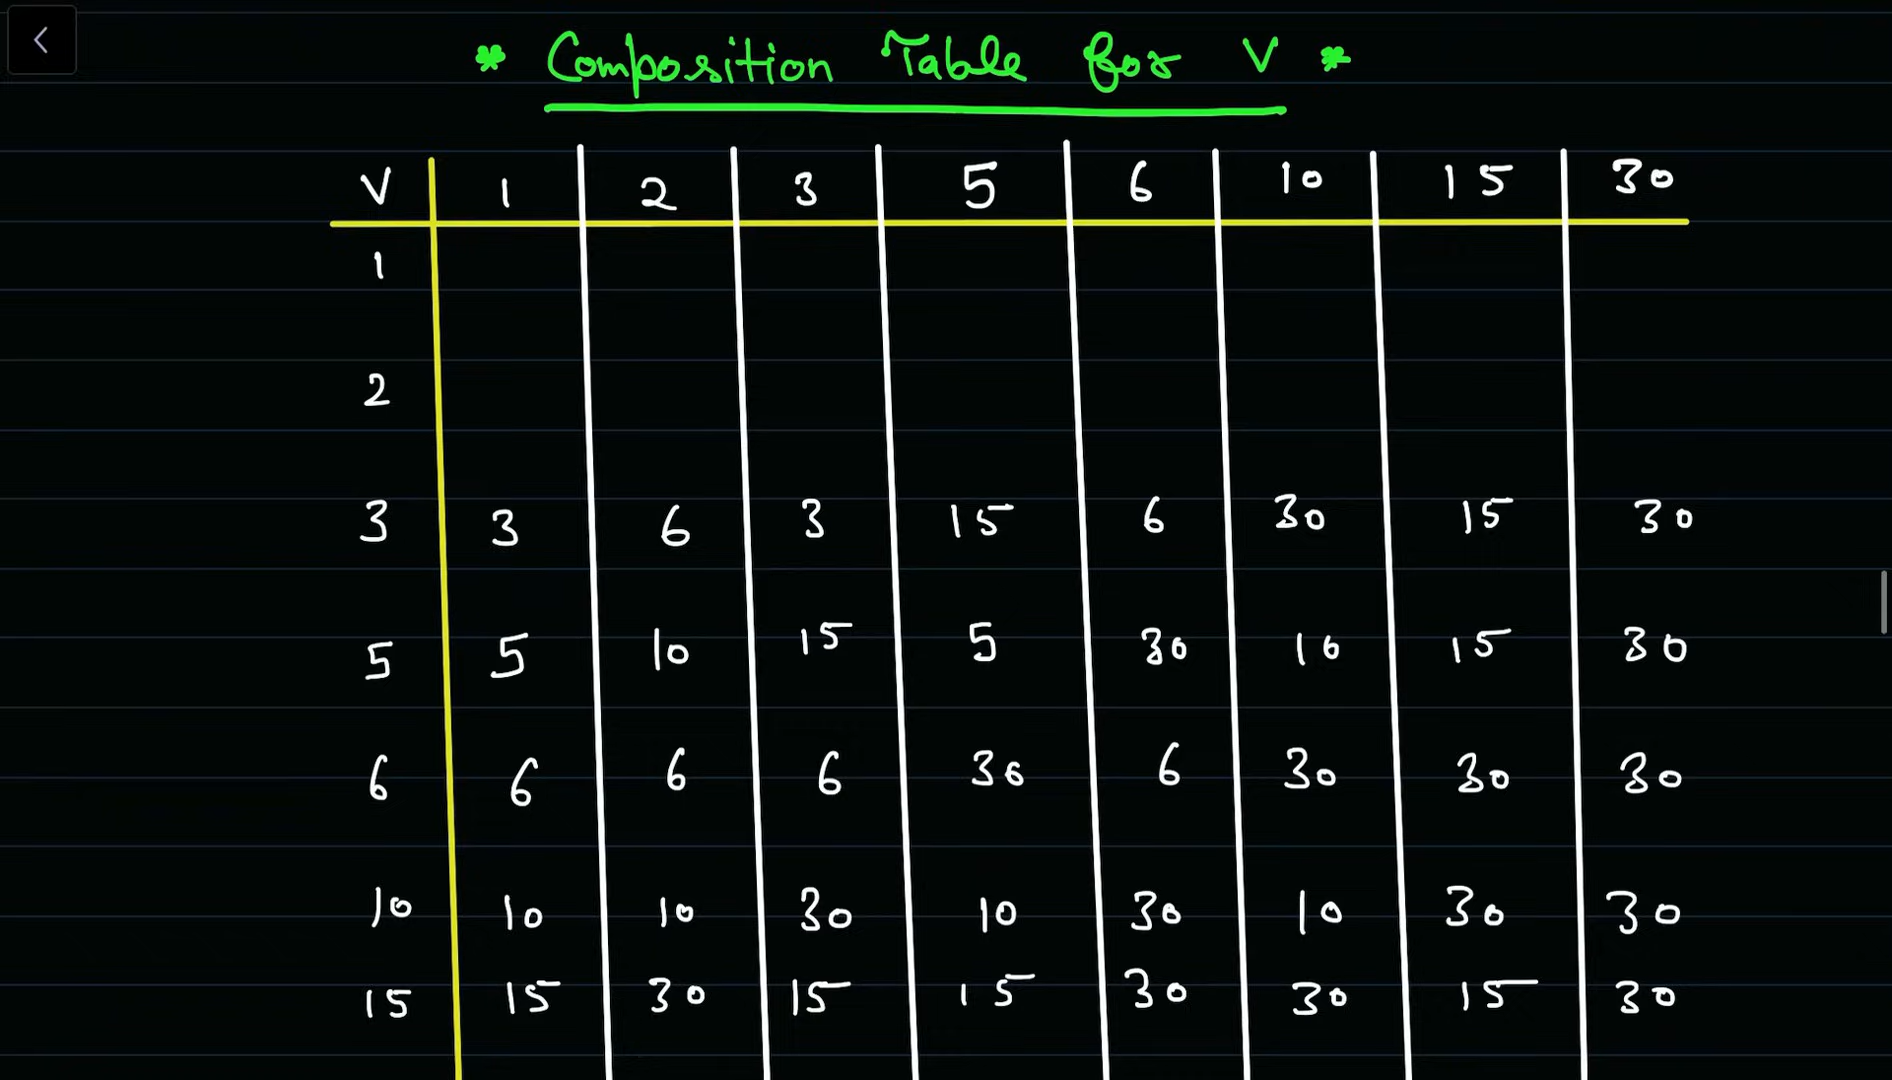 * Composition Table for V *
V 1 2 3 5 6 10 15 30
1
2
3 3 6 3 15 6 30 15 30
5 5 10 15 5 30 10 15 30
6 6 6 6 30 6 30 30 30
10 10 10 30 10 30 10 30 30
15 15 30 15 15 30 30 15 30